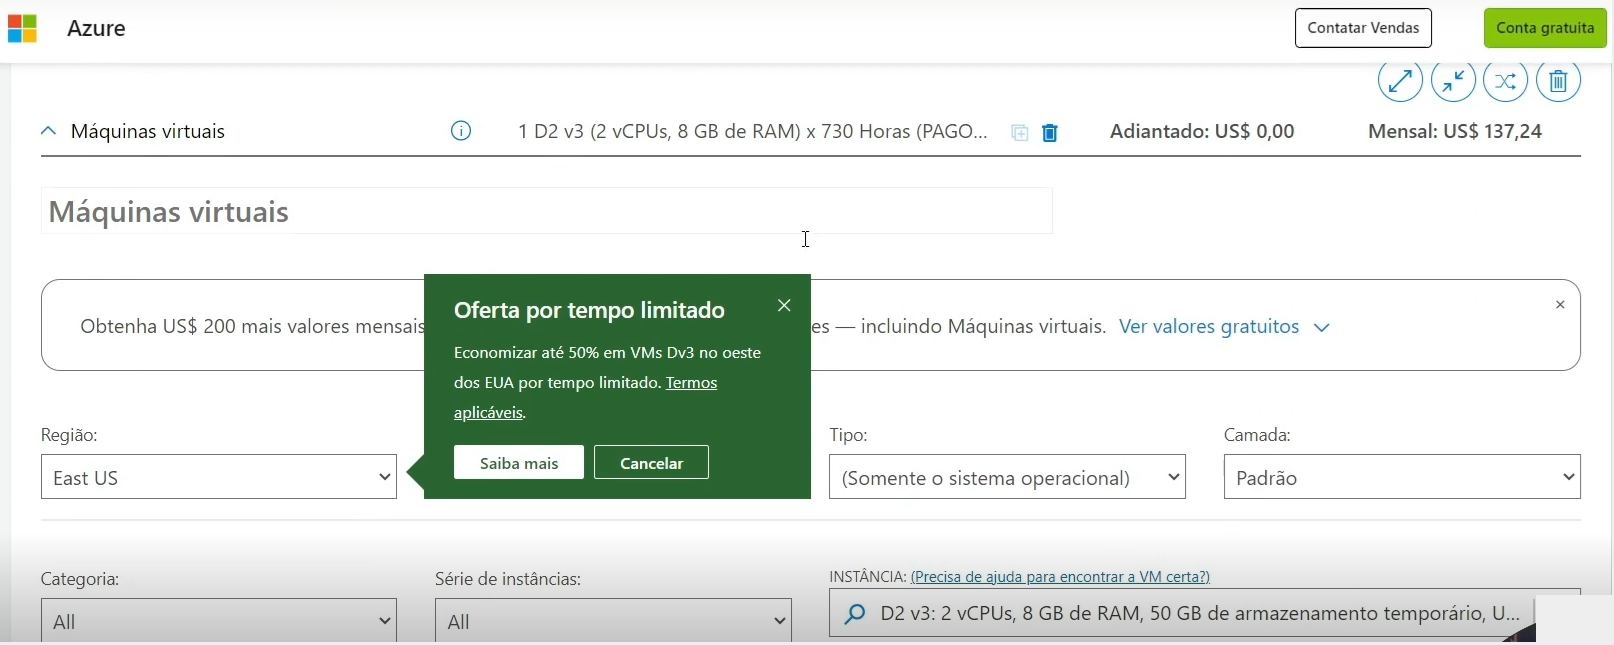 Azure
Contatar Vendas
Conta gratuita
Máquinas virtuais
1 D2 v3 (2 vCPUs, 8 GB de RAM) x 730 Horas (PAGO...
Adiantado: US$ 0,00
Mensal: US$ 137,24
Máquinas virtuais
Obtenha US$ 200 mais valores mensais
es — incluindo Máquinas virtuais. Ver valores gratuitos
Oferta por tempo limitado
Economizar até 50% em VMs Dv3 no oeste
dos EUA por tempo limitado. Termos
aplicáveis.
Saiba mais
Cancelar
Região:
East US
Tipo:
(Somente o sistema operacional)
Camada:
Padrão
Categoria:
All
Série de instâncias:
All
INSTÂNCIA: (Precisa de ajuda para encontrar a VM certa?)
D2 v3: 2 vCPUs, 8 GB de RAM, 50 GB de armazenamento temporário, U...